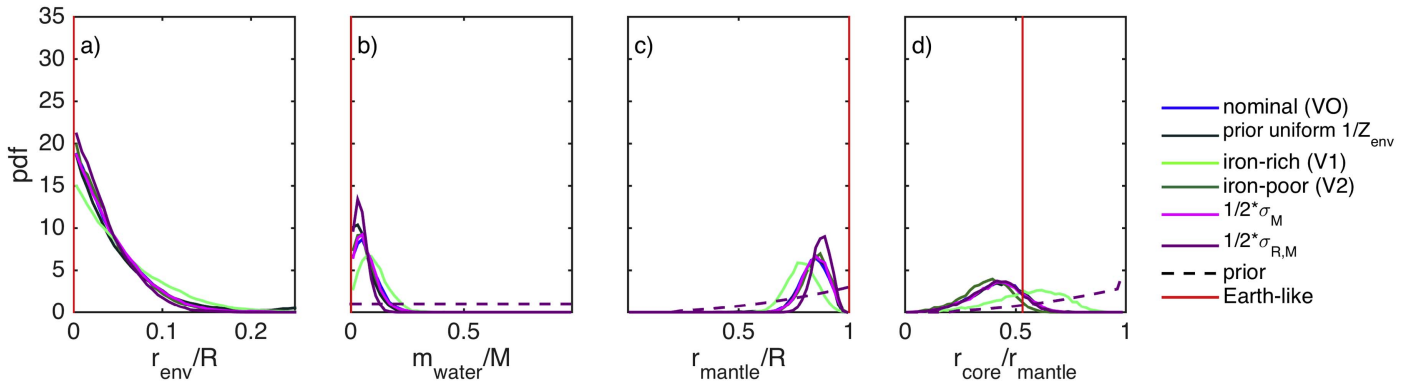 pdf
35
30
25
20
15
10
5
0
a)
b)
c)
d)
0 0.1 0.2
0 0.5
0.5 1
0 0.5 1
r_env/R
m_water/M
r_mantle/R
r_core/r_mantle
nominal (VO)
prior uniform 1/Z_env
iron-rich (V1)
iron-poor (V2)
1/2*σ_M
1/2*σ_R,M
prior
Earth-like